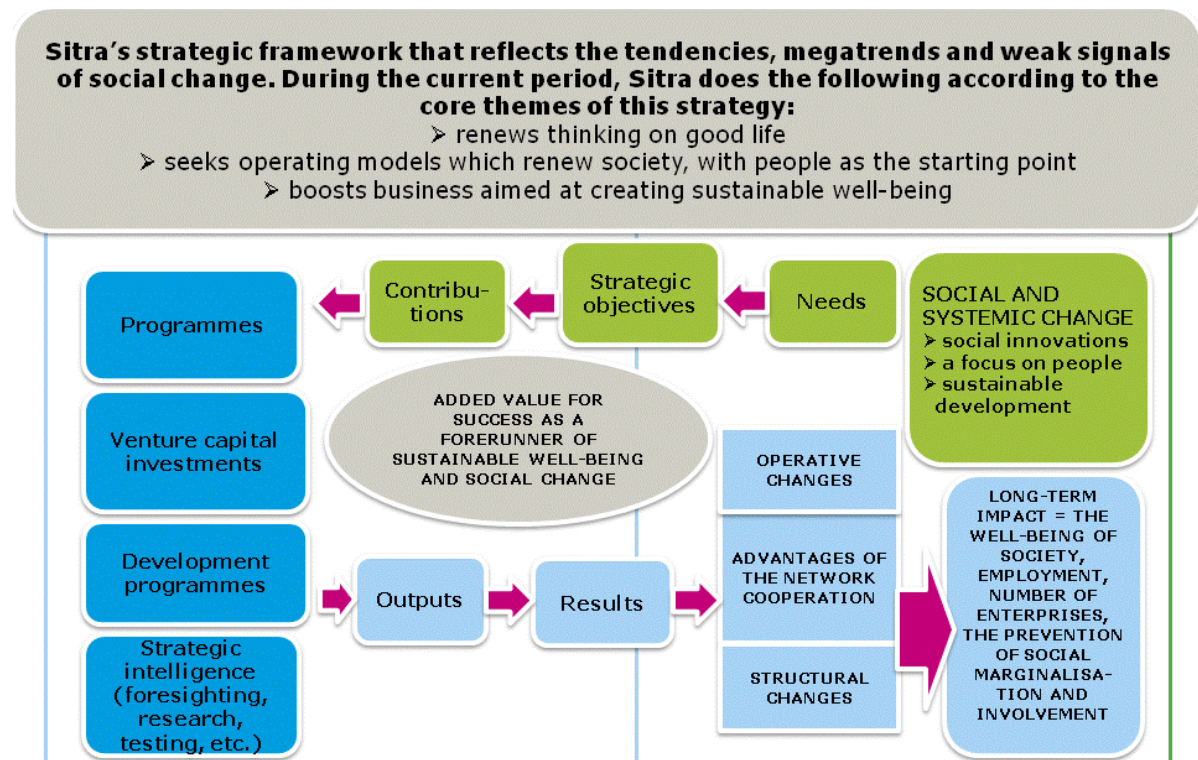 Sitra’s strategic framework that reflects the tendencies, megatrends and weak signals
of social change. During the current period, Sitra does the following according to the
core themes of this strategy:
➢ renews thinking on good life
➢ seeks operating models which renew society, with people as the starting point
➢ boosts business aimed at creating sustainable well-being
Programmes
Contribu-
tions
Strategic
objectives
Needs
SOCIAL AND
SYSTEMIC CHANGE
➢ social innovations
➢ a focus on people
➢ sustainable
development
Venture capital
investments
ADDED VALUE FOR
SUCCESS AS A
FORERUNNER OF
SUSTAINABLE WELL-BEING
AND SOCIAL CHANGE
OPERATIVE
CHANGES
Development
programmes
Outputs
Results
ADVANTAGES OF
THE NETWORK
COOPERATION
LONG-TERM
IMPACT = THE
WELL-BEING OF
SOCIETY,
EMPLOYMENT,
NUMBER OF
ENTERPRISES,
THE PREVENTION
OF SOCIAL
MARGINALISA-
TION AND
INVOLVEMENT
Strategic
intelligence
(foresighting,
research,
testing, etc.)
STRUCTURAL
CHANGES